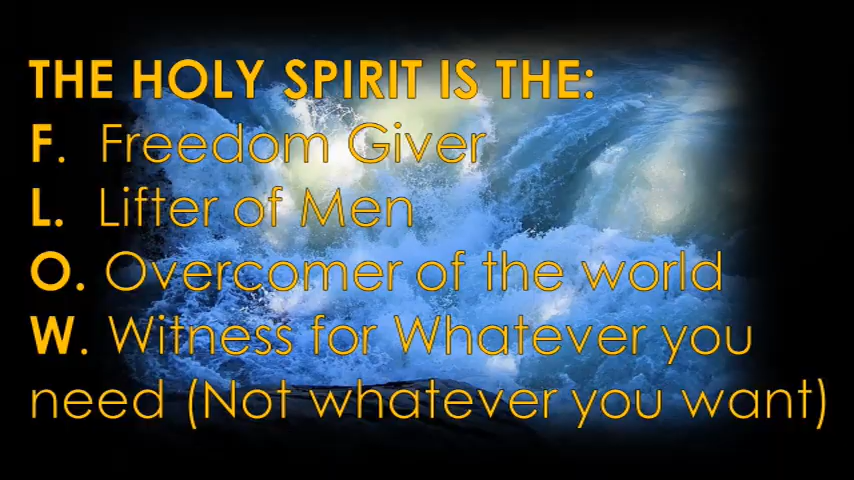 THE HOLY SPIRIT IS THE:
F. Freedom Giver
L. Lifter of Men
O. Overcomer of the world
W. Witness for Whatever you
need (Not whatever you want)